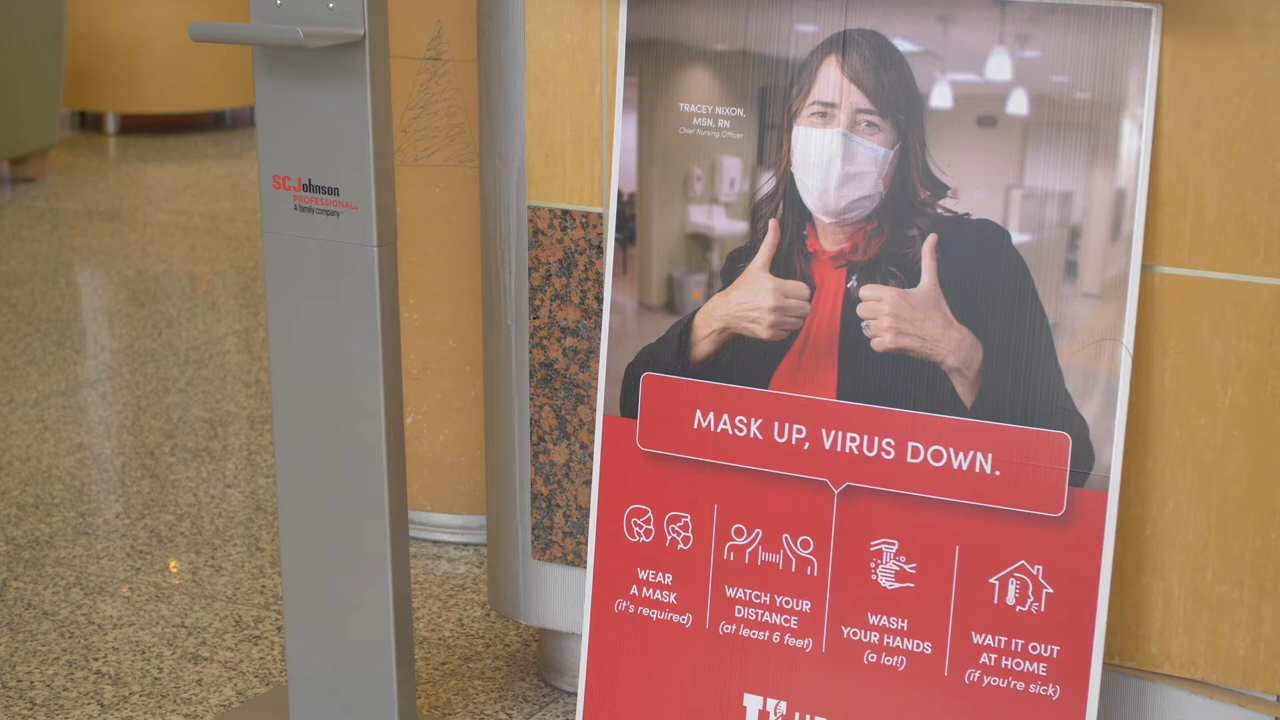 SCJohnson
PROFESSIONAL.
A family company™
TRACEY NIXON,
MSN, RN
Chief Nursing Officer
MASK UP, VIRUS DOWN.
WEAR
A MASK
(it's required)
WATCH YOUR
DISTANCE
(at least 6 feet)
WASH
YOUR HANDS
(a lot!)
WAIT IT OUT
AT HOME
(if you're sick)